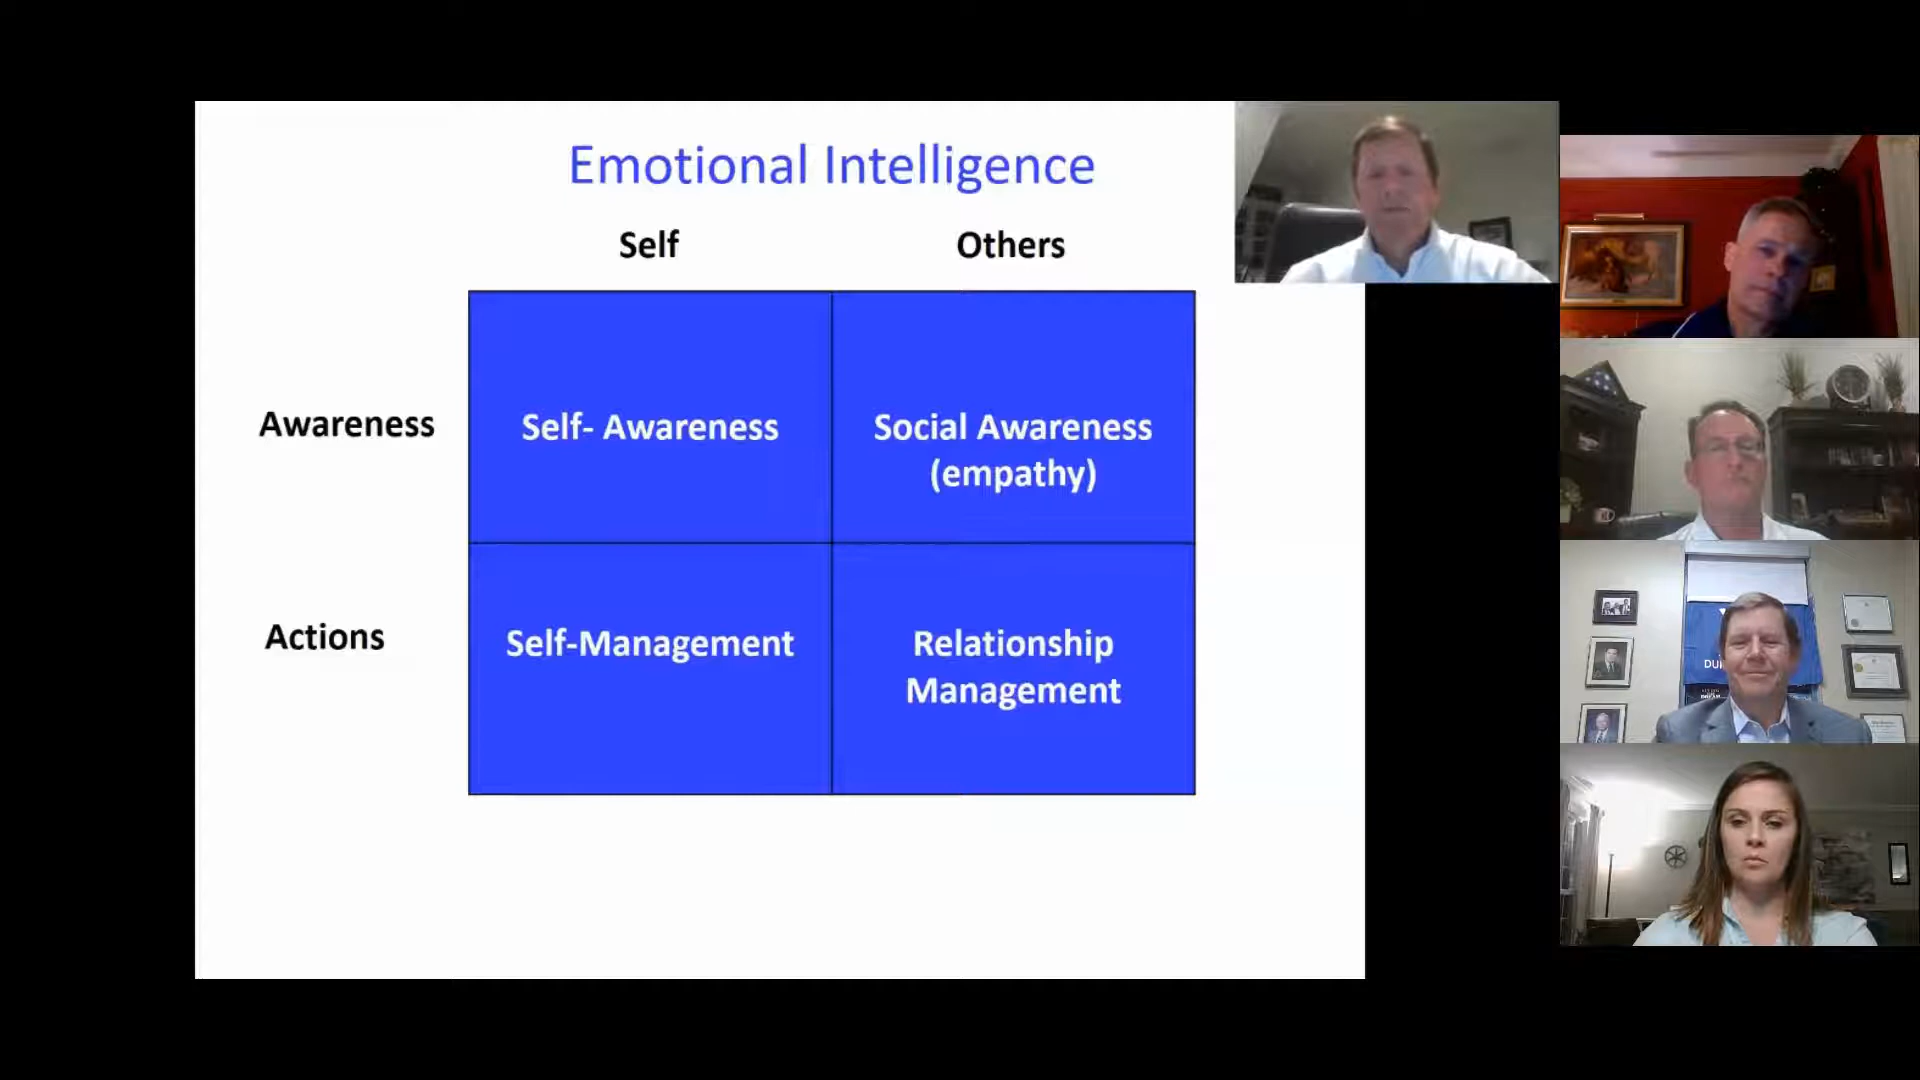 Emotional Intelligence
Self Others
Awareness
Self- Awareness
Social Awareness
(empathy)
Actions
Self-Management
Relationship
Management